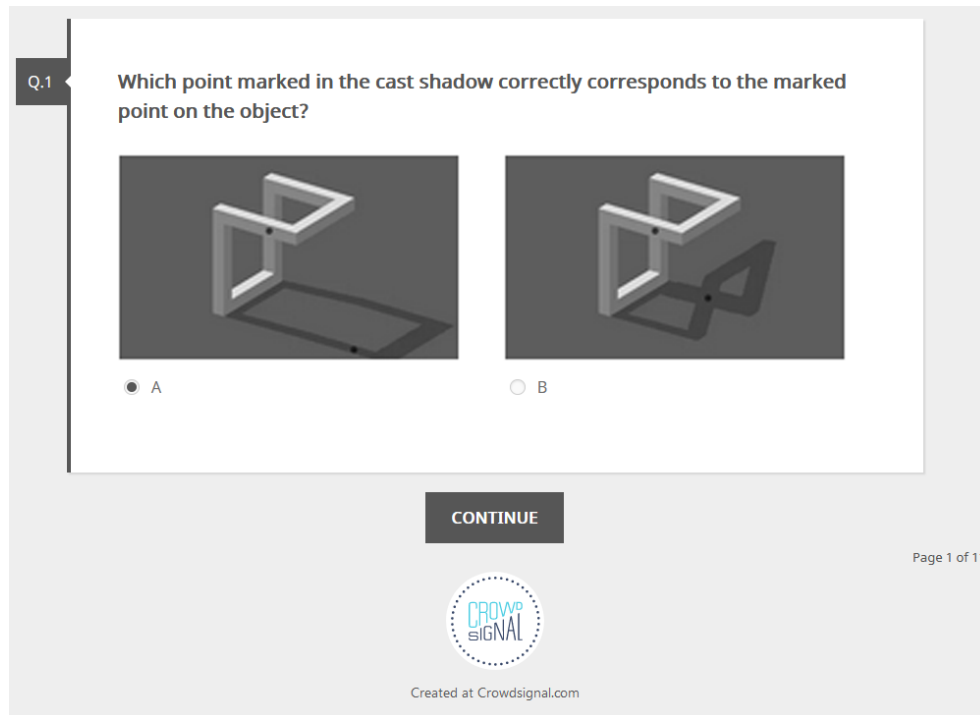 Q.1
Which point marked in the cast shadow correctly corresponds to the marked
point on the object?
A
B
CONTINUE
Page 1 of 1
CROWD
SIGNAL
Created at Crowdsignal.com